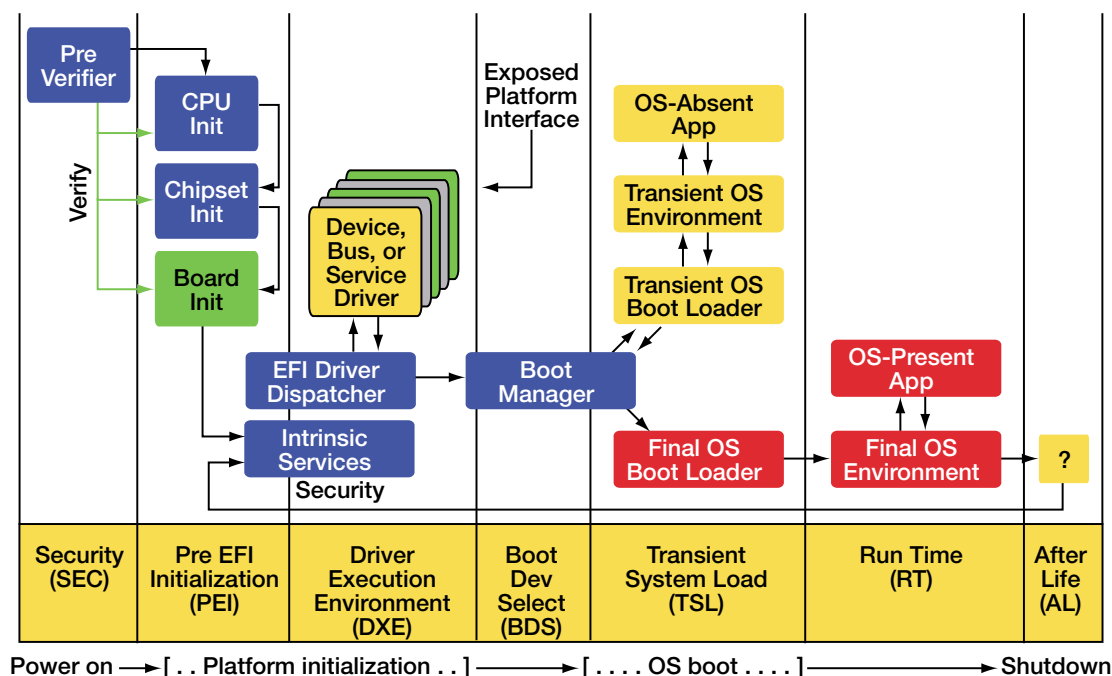 Pre
Verifier
CPU
Init
Chipset
Init
Board
Init
Verify
Exposed
Platform
Interface
Device,
Bus, or
Service
Driver
EFI Driver
Dispatcher
Intrinsic
Services
Security
Boot
Manager
OS-Absent
App
Transient OS
Environment
Transient OS
Boot Loader
Final OS
Boot Loader
OS-Present
App
Final OS
Environment
?
Security
(SEC)
Pre EFI
Initialization
(PEI)
Driver
Execution
Environment
(DXE)
Boot
Dev
Select
(BDS)
Transient
System Load
(TSL)
Run Time
(RT)
After
Life
(AL)
Power on [ . . Platform initialization . . ] [ . . . . OS boot . . . . ] Shutdown